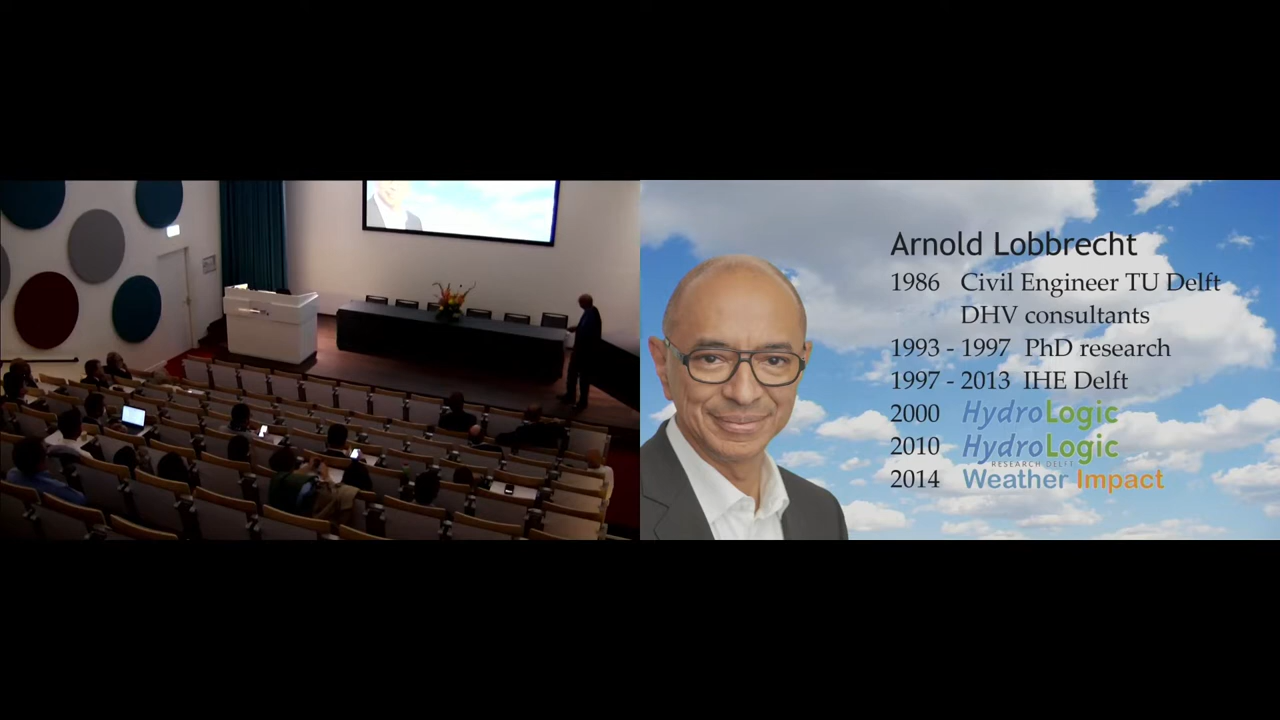 Arnold Lobbrecht
1986 Civil Engineer TU Delft
DHV consultants
1993 - 1997 PhD research
1997 - 2013 IHE Delft
2000 HydroLogic
2010 HydroLogic
RESEARCH DELFT
2014 Weather Impact